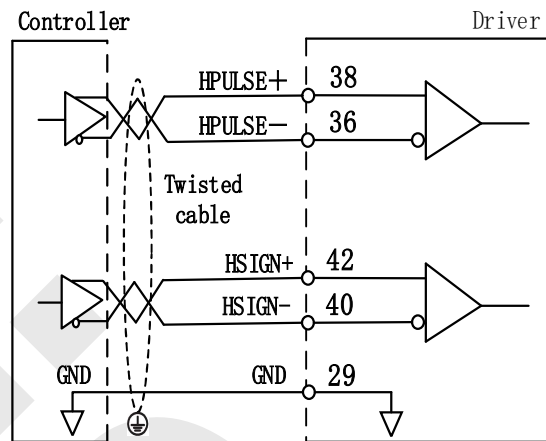 Controller
Driver
HPULSE+ 38
HPULSE- 36
Twisted
cable
HSIGN+ 42
HSIGN- 40
GND
GND 29